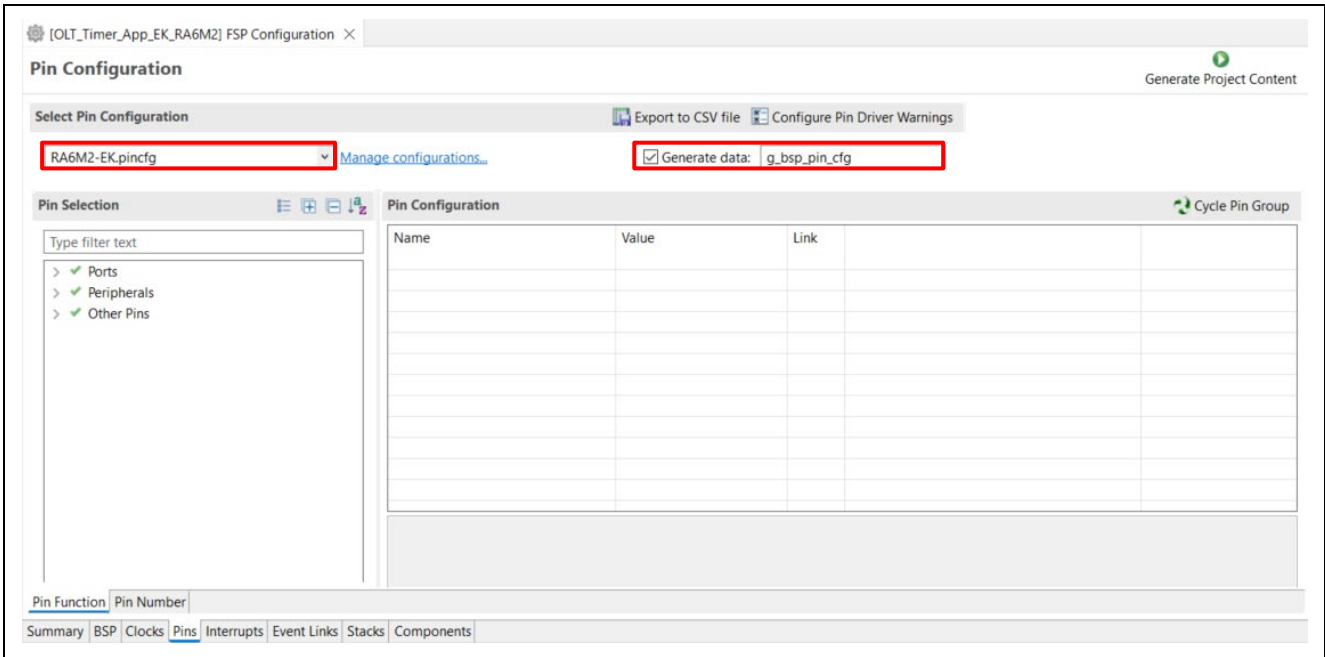 [OLT_Timer_App_EK_RA6M2] FSP Configuration
Pin Configuration
Generate Project Content
Select Pin Configuration
Export to CSV file
Configure Pin Driver Warnings
RA6M2-EK.pincfg
Manage configurations...
Generate data:
g_bsp_pin_cfg
Pin Selection
Pin Configuration
Cycle Pin Group
Type filter text
Name
Value
Link
Ports
Peripherals
Other Pins
Pin Function
Pin Number
Summary
BSP
Clocks
Pins
Interrupts
Event Links
Stacks
Components